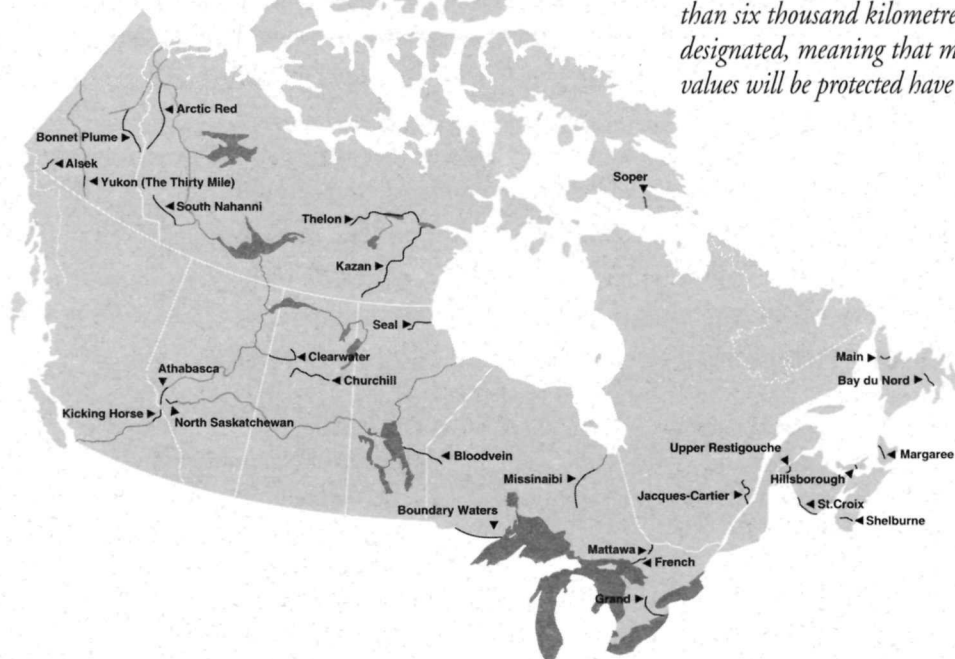 than six thousand kilometre
designated, meaning that m
values will be protected have
Arctic Red
Bonnet Plume
Alsek
Yukon (The Thirty Mile)
South Nahanni
Soper
Thelon
Kazan
Seal
Clearwater
Athabasca
Churchill
Main
Bay du Nord
Kicking Horse
North Saskatchewan
Upper Restigouche
Margaree
Bloodvein
Missinaibi
Hillsborough
Jacques-Cartier
St.Croix
Boundary Waters
Shelburne
Mattawa
French
Grand